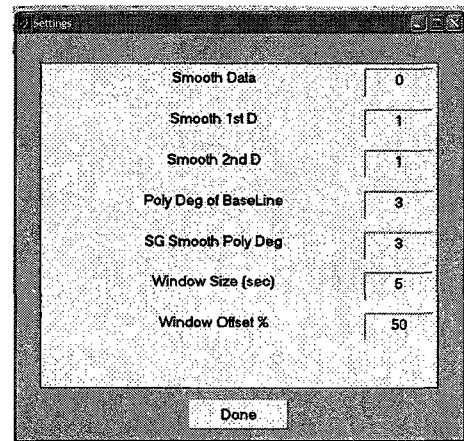 Settings
Smooth Data 0
Smooth 1st D 1
Smooth 2nd D 1
Poly Deg of BaseLine 3
SG Smooth Poly Deg 3
Window Size (sec) 5
Window Offset % 50
Done